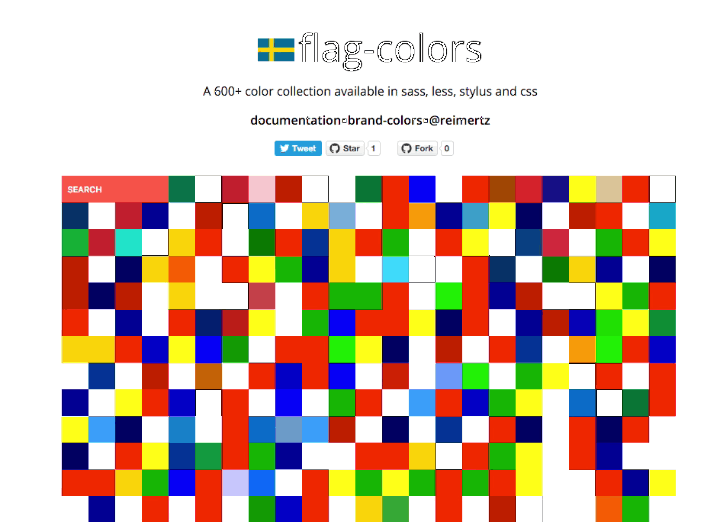 flag-colors
A 600+ color collection available in sass, less, stylus and css
documentation◦brand-colors◦@reimertz
Tweet Star 1 Fork 0
SEARCH